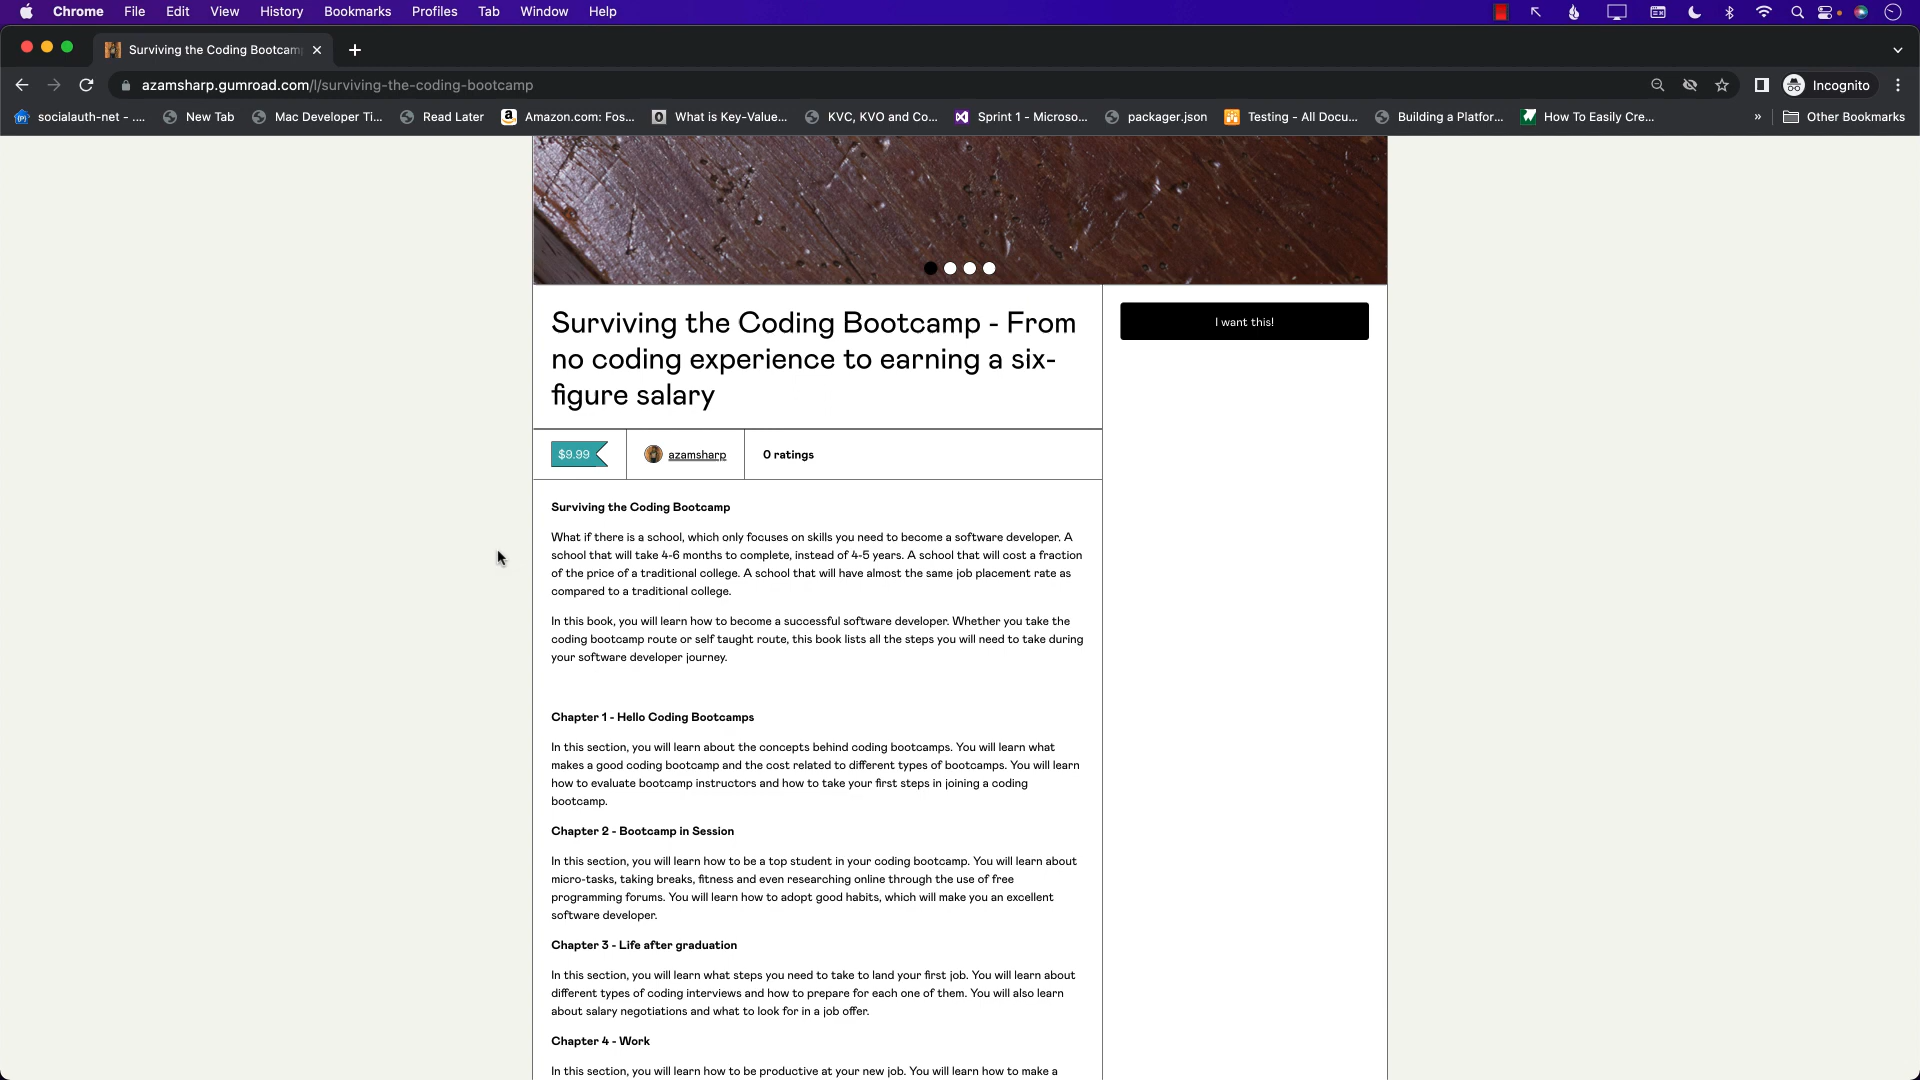 Chrome File Edit View History Bookmarks Profiles Tab Window Help
Surviving the Coding Bootcam
azamsharp.gumroad.com/l/surviving-the-coding-bootcamp
Incognito
socialauth-net - .... New Tab Mac Developer Ti... Read Later Amazon.com: Fos... What is Key-Value... KVC, KVO and Co... Sprint 1 - Microso... packager.json Testing - All Docu... Building a Platfor... How To Easily Cre... » Other Bookmarks
Surviving the Coding Bootcamp - From
no coding experience to earning a six-
figure salary
I want this!
$9.99 azamsharp 0 ratings
Surviving the Coding Bootcamp
What if there is a school, which only focuses on skills you need to become a software developer. A
school that will take 4-6 months to complete, instead of 4-5 years. A school that will cost a fraction
of the price of a traditional college. A school that will have almost the same job placement rate as
compared to a traditional college.
In this book, you will learn how to become a successful software developer. Whether you take the
coding bootcamp route or self taught route, this book lists all the steps you will need to take during
your software developer journey.
Chapter 1 - Hello Coding Bootcamps
In this section, you will learn about the concepts behind coding bootcamps. You will learn what
makes a good coding bootcamp and the cost related to different types of bootcamps. You will learn
how to evaluate bootcamp instructors and how to take your first steps in joining a coding
bootcamp.
Chapter 2 - Bootcamp in Session
In this section, you will learn how to be a top student in your coding bootcamp. You will learn about
micro-tasks, taking breaks, fitness and even researching online through the use of free
programming forums. You will learn how to adopt good habits, which will make you an excellent
software developer.
Chapter 3 - Life after graduation
In this section, you will learn what steps you need to take to land your first job. You will learn about
different types of coding interviews and how to prepare for each one of them. You will also learn
about salary negotiations and what to look for in a job offer.
Chapter 4 - Work
In this section, you will learn how to be productive at your new job. You will learn how to make a